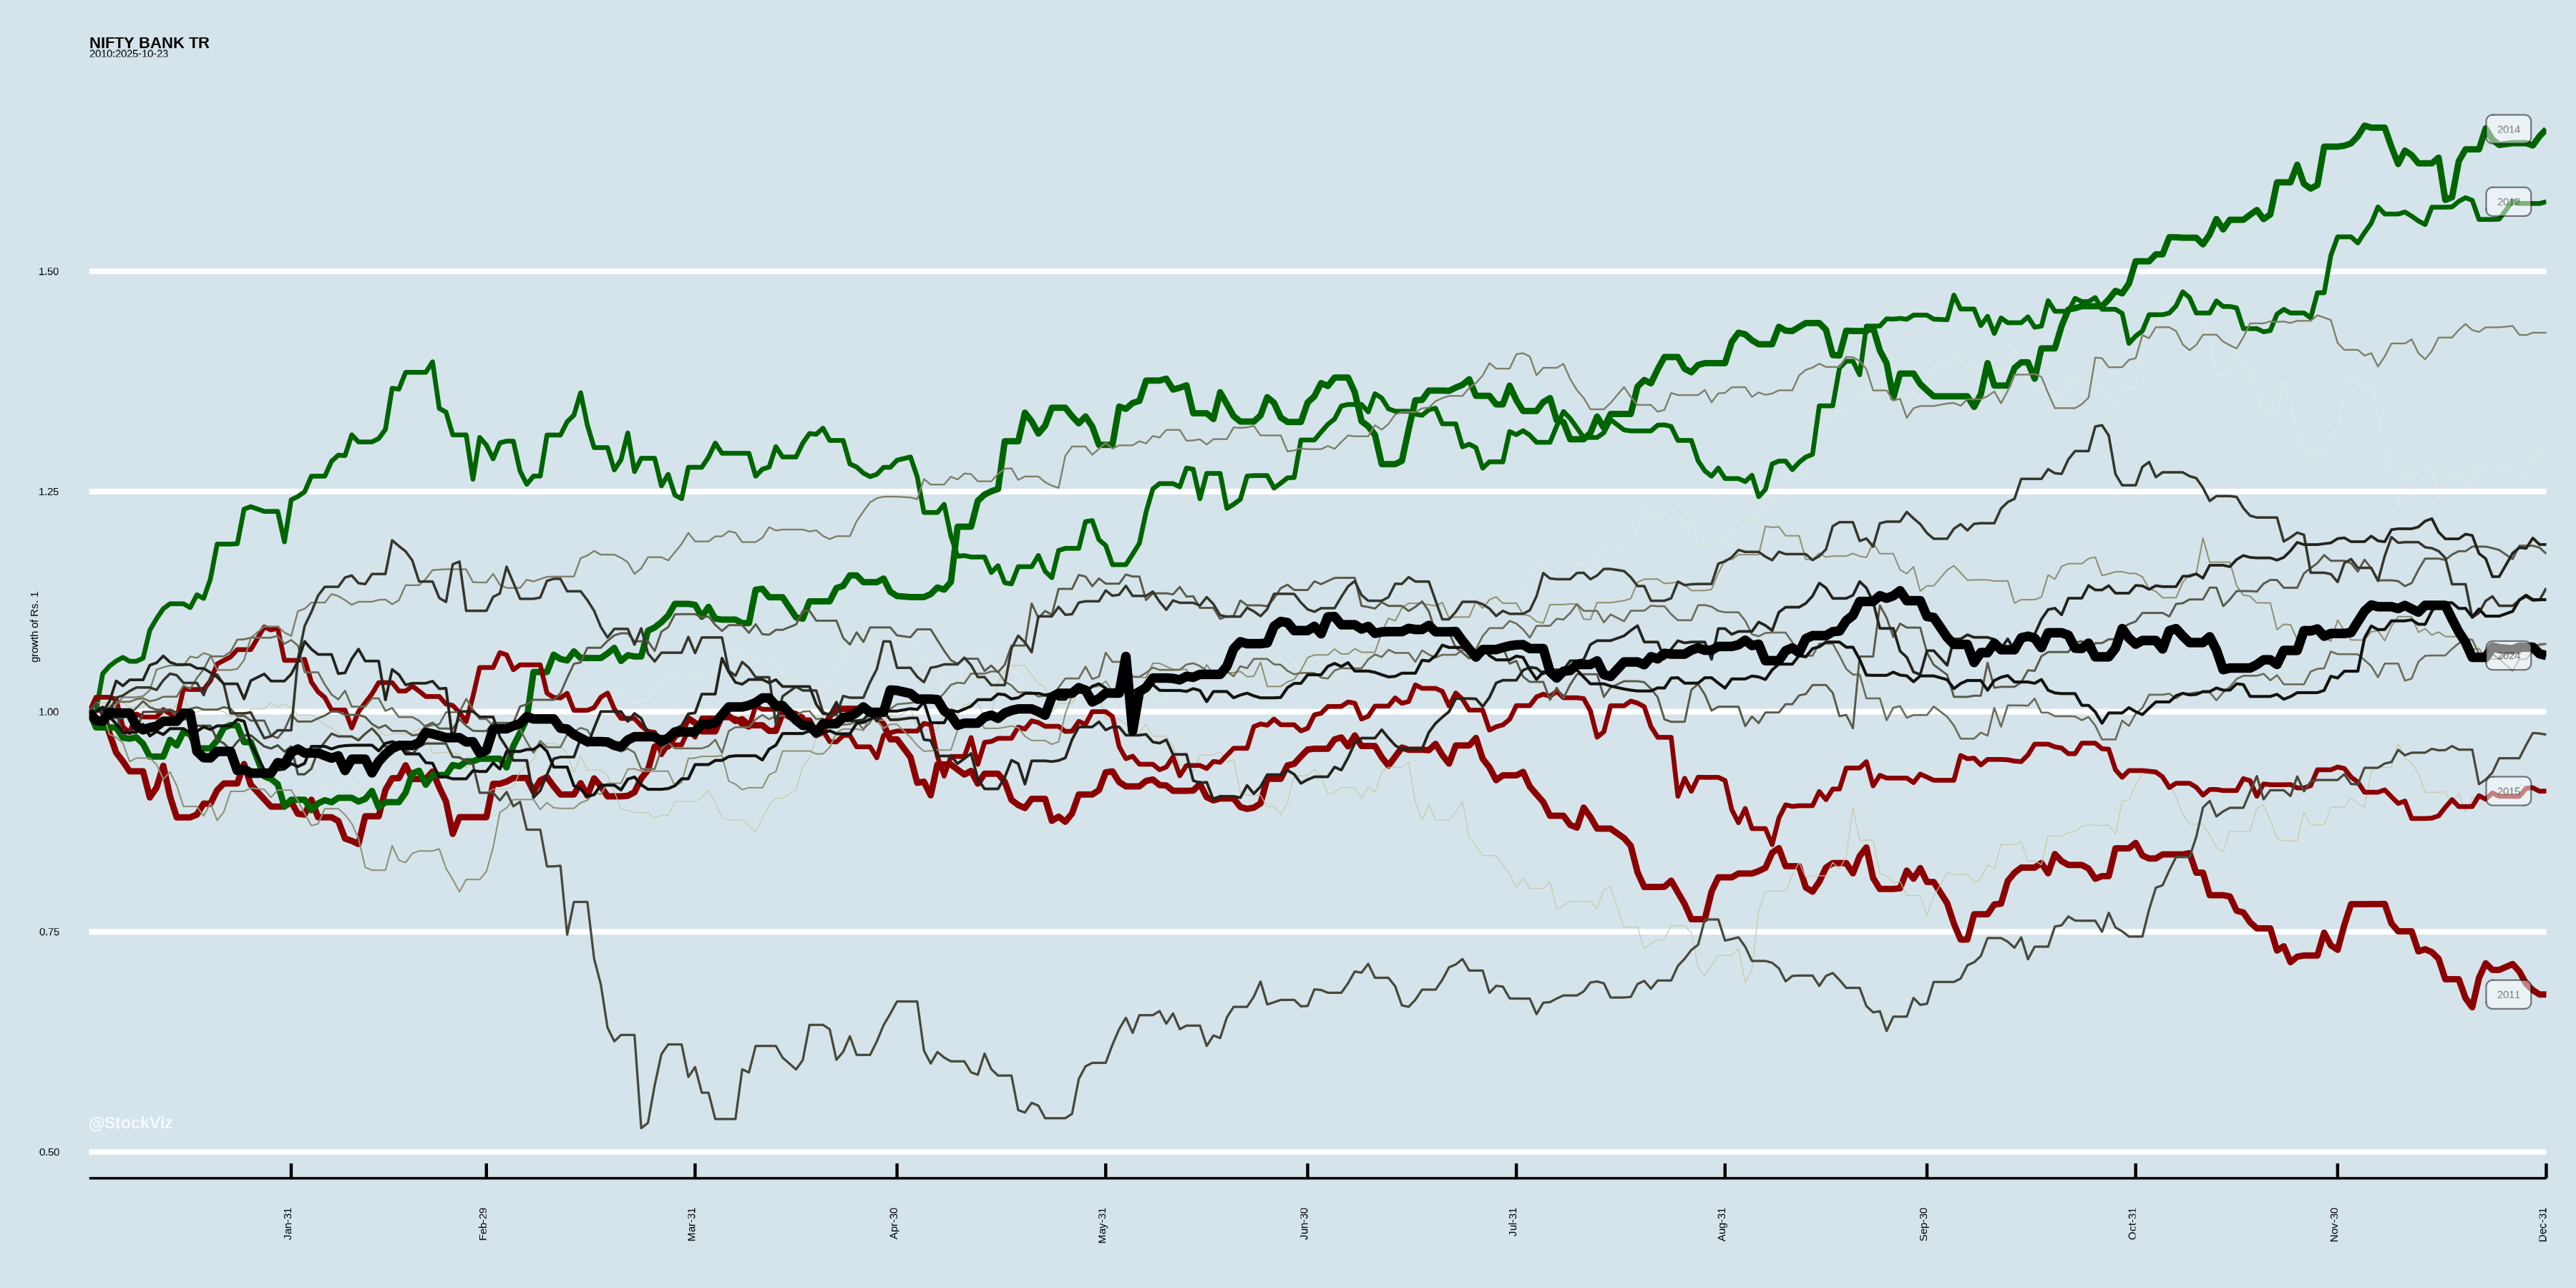 NIFTY BANK TR
2010:2025-10-23
2014
2012
1.50
1.25
growth of Rs. 1
1.00
2024
2015
0.75
2011
@StockViz
0.50
Jan-31
Feb-29
Mar-31
Apr-30
May-31
Jun-30
Jul-31
Aug-31
Sep-30
Oct-31
Nov-30
Dec-31